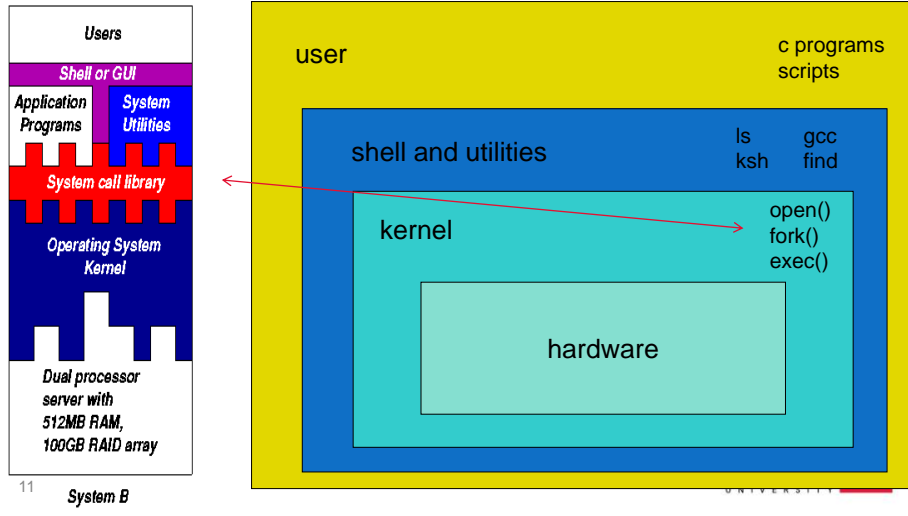 Users
Shell or GUI
Application
Programs
System
Utilities
System call library
Operating System
Kernel
Dual processor
server with
512MB RAM,
100GB RAID array
11
System B
user
c programs
scripts
shell and utilities
ls gcc
ksh find
kernel
open()
fork()
exec()
hardware
UNIVERSITY